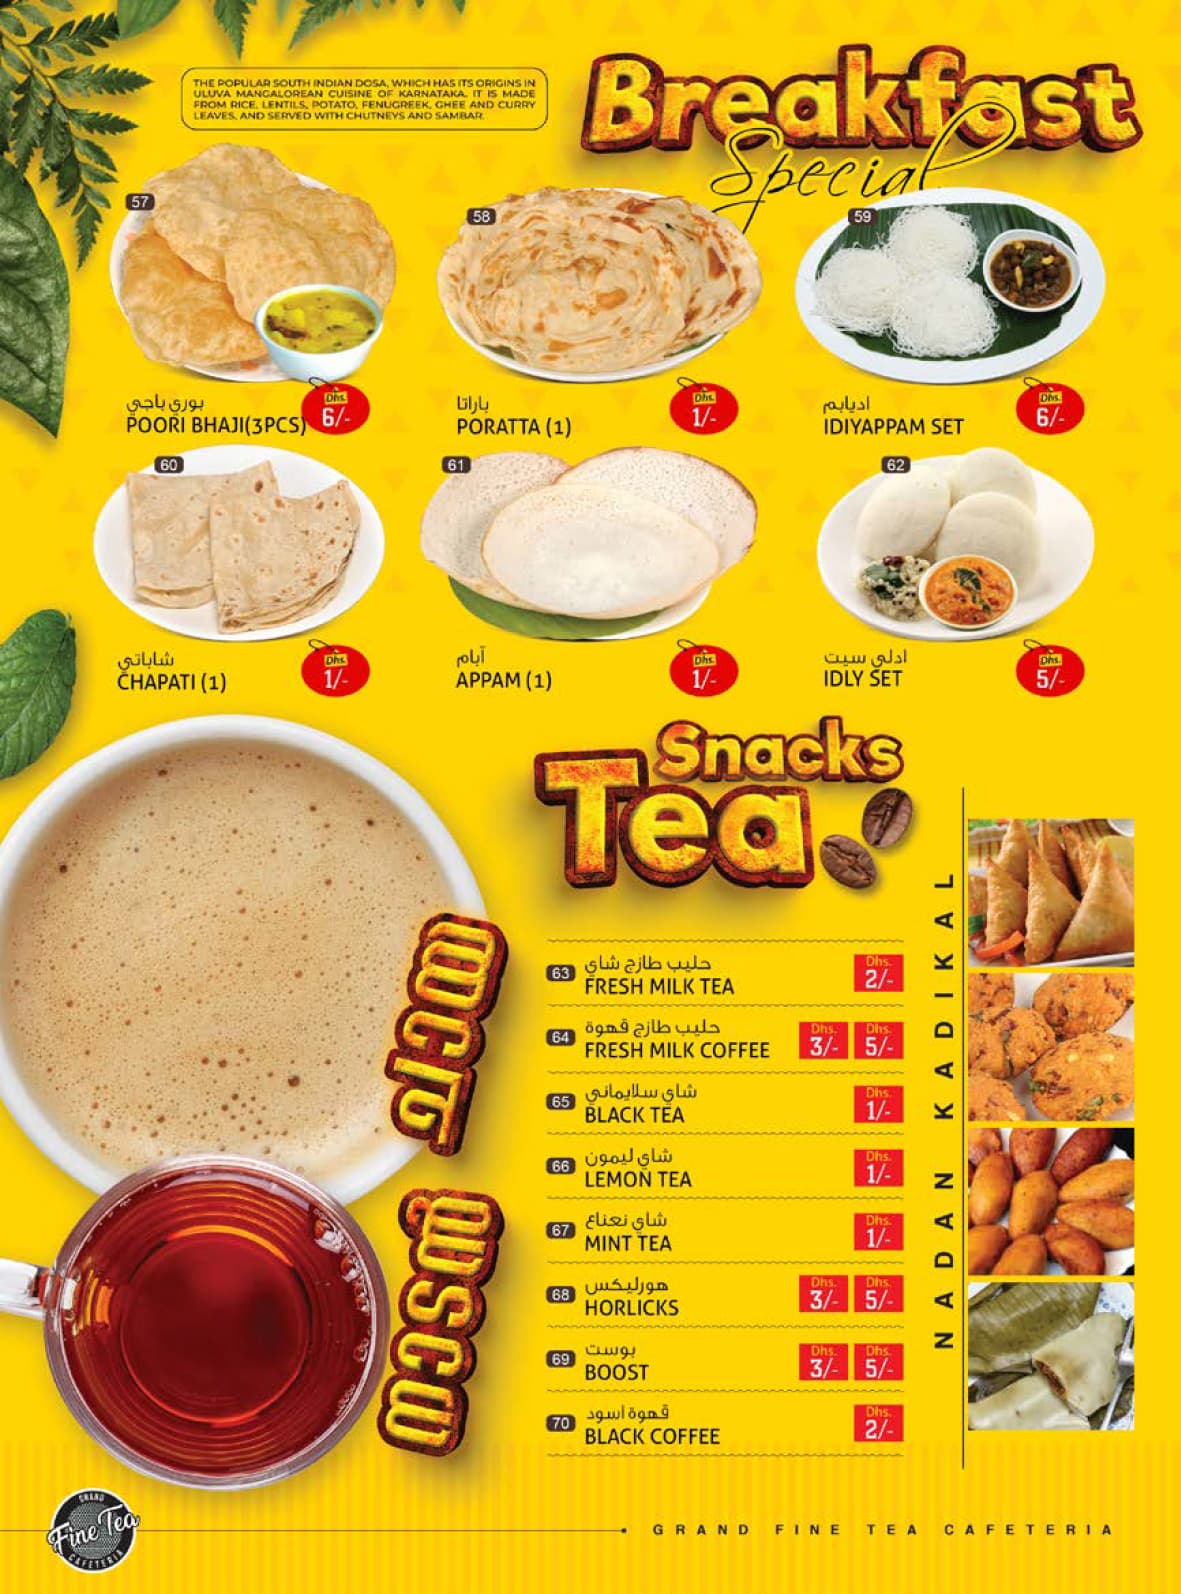 THE POPULAR SOUTH INDIAN DOSA, WHICH HAS ITS ORIGINS IN
ULUVA MANGALOREAN CUISINE OF KARNATAKA. IT IS MADE
FROM RICE, LENTILS, POTATO, FENUGREEK, GHEE AND CURRY
LEAVES, AND SERVED WITH CHUTNEYS AND SAMBAR.
Breakfast
Special
57
بوري باجي
POORI BHAJI(3PCS)
Dhs.
6/-
58
باراتا
PORATTA (1)
Dhs.
1/-
59
اديابم
IDIYAPPAM SET
Dhs.
6/-
60
شاباتي
CHAPATI (1)
Dhs.
1/-
61
آبام
APPAM (1)
Dhs.
1/-
62
ادلي سيت
IDLY SET
Dhs.
5/-
Snacks
Tea
63
حليب طازج شاي
FRESH MILK TEA
Dhs.
2/-
64
حليب طازج قهوة
FRESH MILK COFFEE
Dhs. Dhs.
3/- 5/-
65
شاي سلايماني
BLACK TEA
Dhs.
1/-
66
شاي ليمون
LEMON TEA
Dhs.
1/-
67
شاي نعناع
MINT TEA
Dhs.
1/-
68
هورليكس
HORLICKS
Dhs. Dhs.
3/- 5/-
69
بوست
BOOST
Dhs. Dhs.
3/- 5/-
70
قهوة اسود
BLACK COFFEE
Dhs.
2/-
NADAN KADIKAL
നാടൻ
ചായ
GRAND
Fine Tea
CAFETERIA
GRAND FINE TEA CAFETERIA